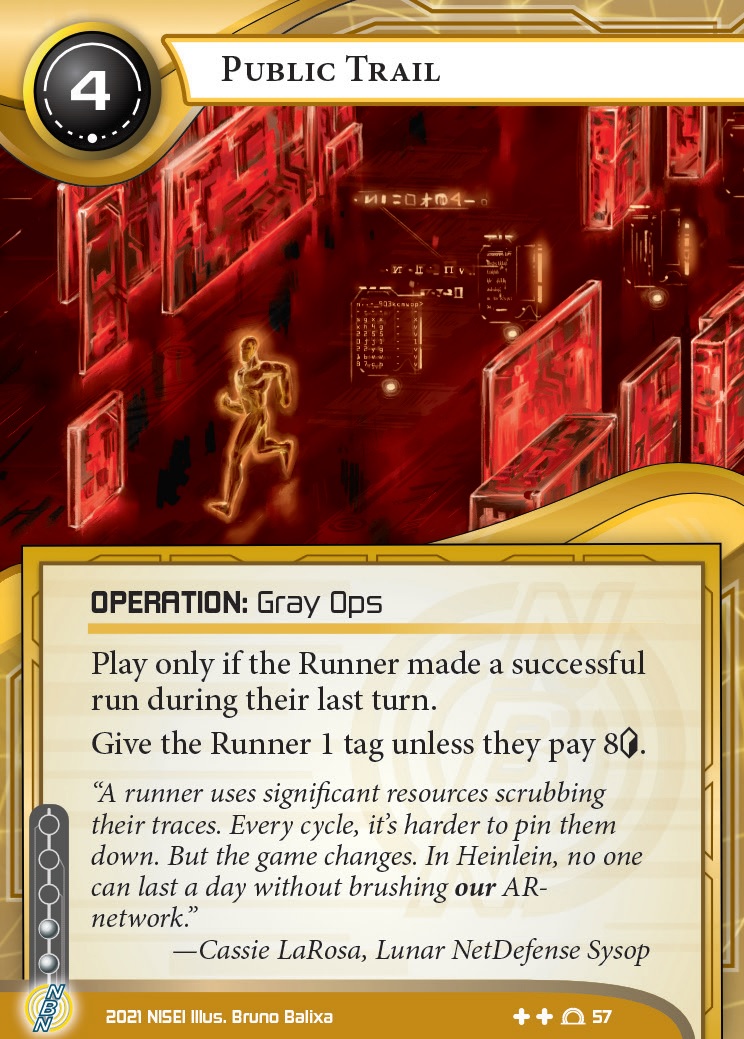 4
Public Trail
OPERATION: Gray Ops
Play only if the Runner made a successful
run during their last turn.
Give the Runner 1 tag unless they pay 8.
“A runner uses significant resources scrubbing
their traces. Every cycle, it’s harder to pin them
down. But the game changes. In Heinlein, no one
can last a day without brushing our AR-
network.”
—Cassie LaRosa, Lunar NetDefense Sysop
NBN
2021 NISEI Illus. Bruno Balixa
57